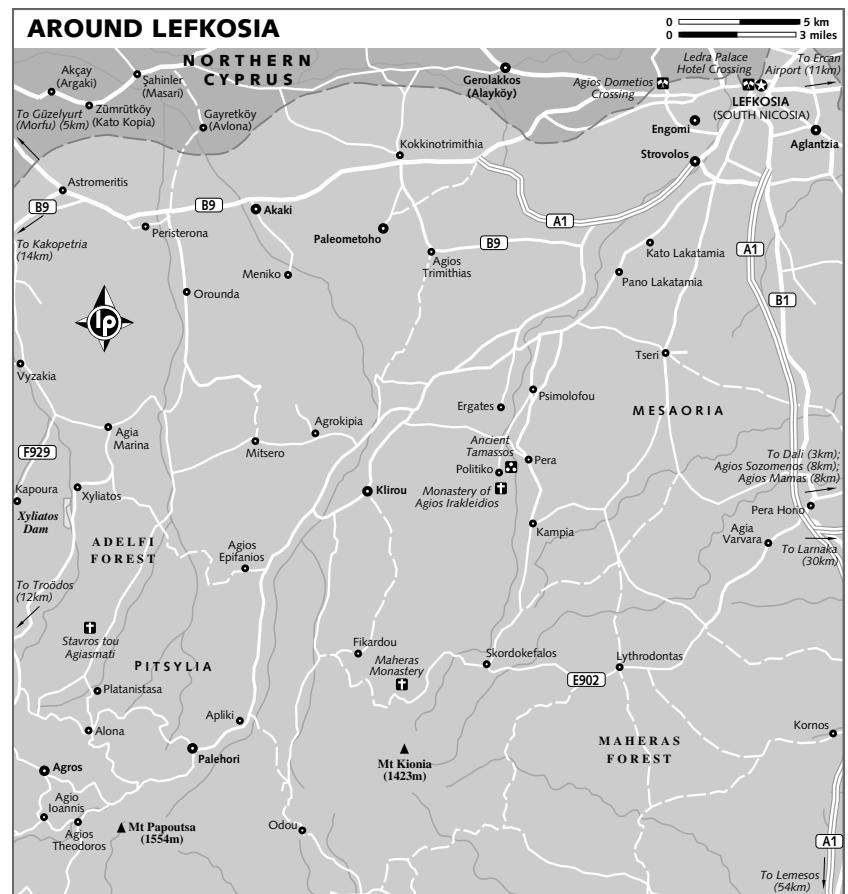 AROUND LEFKOSIA
0 5 km
0 3 miles
NORTHERN
CYPRUS
Akçay
(Argaki)
Şahinler
(Masari)
Zümrütköy
(Kato Kopia)
To Güzelyurt
(Morfu) (5km)
Gayretköy
(Avlona)
Gerolakkos
(Alayköy)
Agios Dometios
Crossing
Ledra Palace
Hotel Crossing
To Ercan
Airport (11km)
LEFKOSIA
(SOUTH NICOSIA)
Engomi
Strovolos
Aglantzia
Kokkinotrimithia
Astromeritis
B9
B9
To Kakopetria
(14km)
Peristerona
Akaki
Paleometoho
A1
B9
Agios
Trimithias
Kato Lakatamia
A1
Pano Lakatamia
Meniko
Orounda
B1
lp
Vyzakia
Tseri
Psimolofou
Ergates
MESAORIA
Agia
Marina
Agrokipia
Mitsero
Ancient
Tamassos
Pera
Politiko
F929
Kapoura
Xyliatos
Xyliatos
Dam
Klirou
Monastery of
Agios Irakleidios
To Dali (3km);
Agios Sozomenos (8km);
Agios Mamas (8km)
Pera Horio
Kampia
Agia
Varvara
To Larnaka
(30km)
ADELFI
FOREST
Agios
Epifanios
To Troödos
(12km)
Stavros tou
Agiasmati
Fikardou
Maheras
Monastery
Skordokefalos
Lythrodontas
E902
PITSYLIA
Platanistasa
Apliki
Alona
Palehori
Kornos
MAHERAS
FOREST
Mt Kionia
(1423m)
Agros
Agio
Ioannis
Agios
Theodoros
Mt Papoutsa
(1554m)
Odou
A1
To Lemesos
(54km)